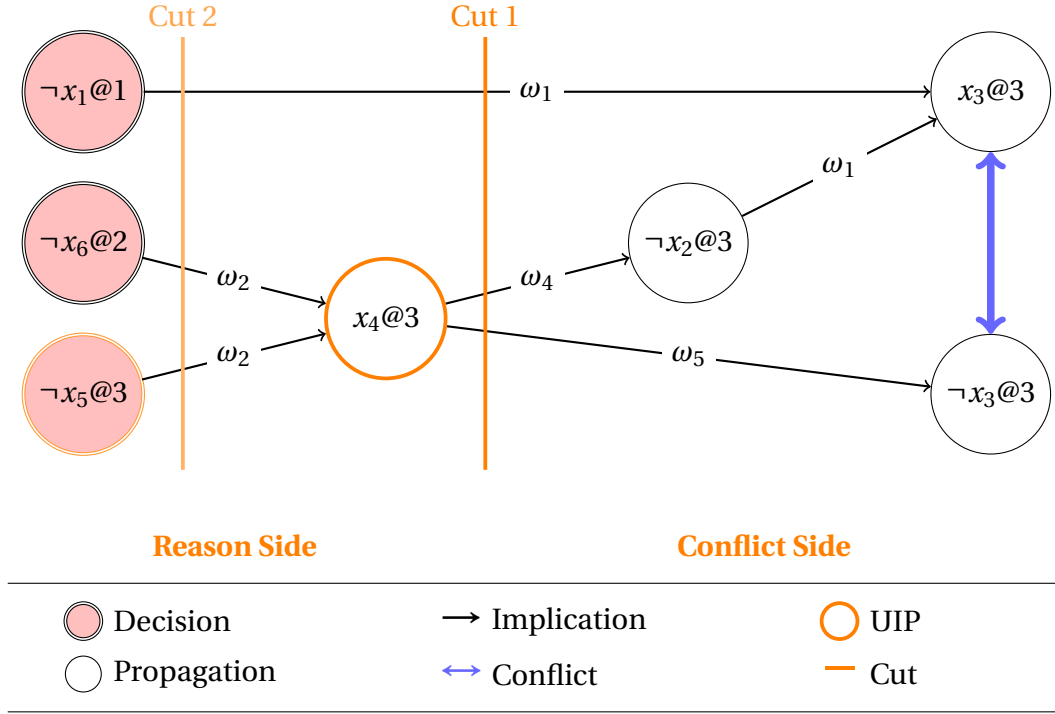 Cut 2
Cut 1
¬x₁@1
ω₁
x₃@3
¬x₆@2
ω₂
ω₁
¬x₂@3
ω₄
x₄@3
ω₂
ω₅
¬x₅@3
¬x₃@3
Reason Side
Conflict Side
Decision
Implication
UIP
Propagation
Conflict
Cut